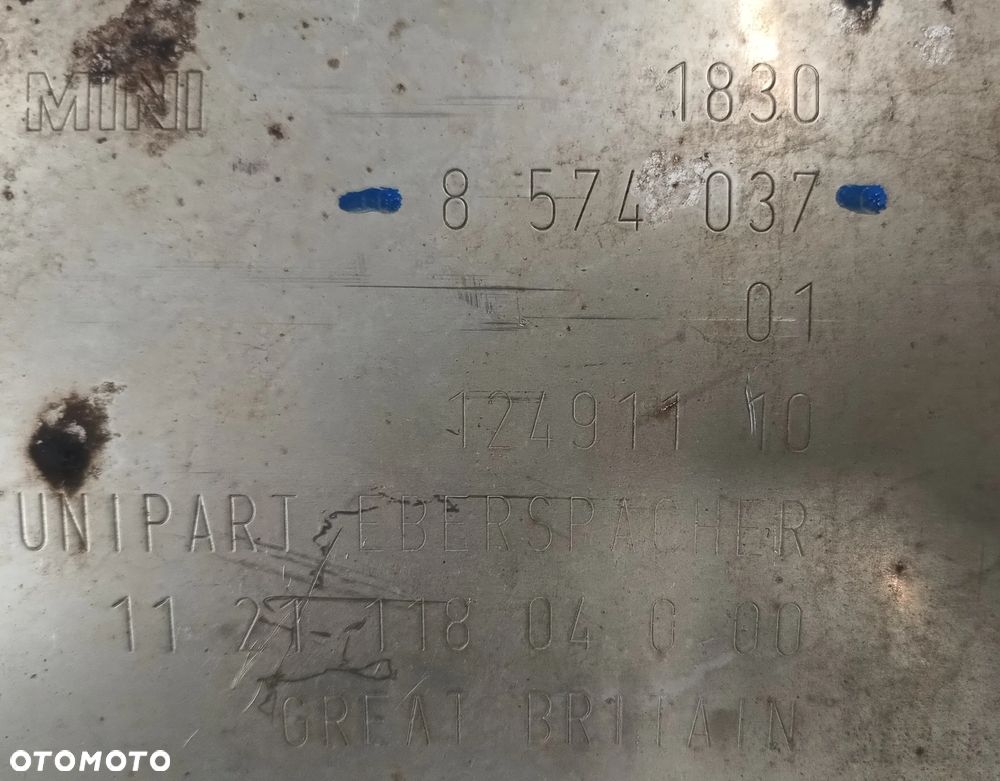 MINI 1830
8 574 037
01
124911 10
UNIPART EBERSPACHER
11 21 118 04 0 00
GREAT BRITAIN
OTOMOTO